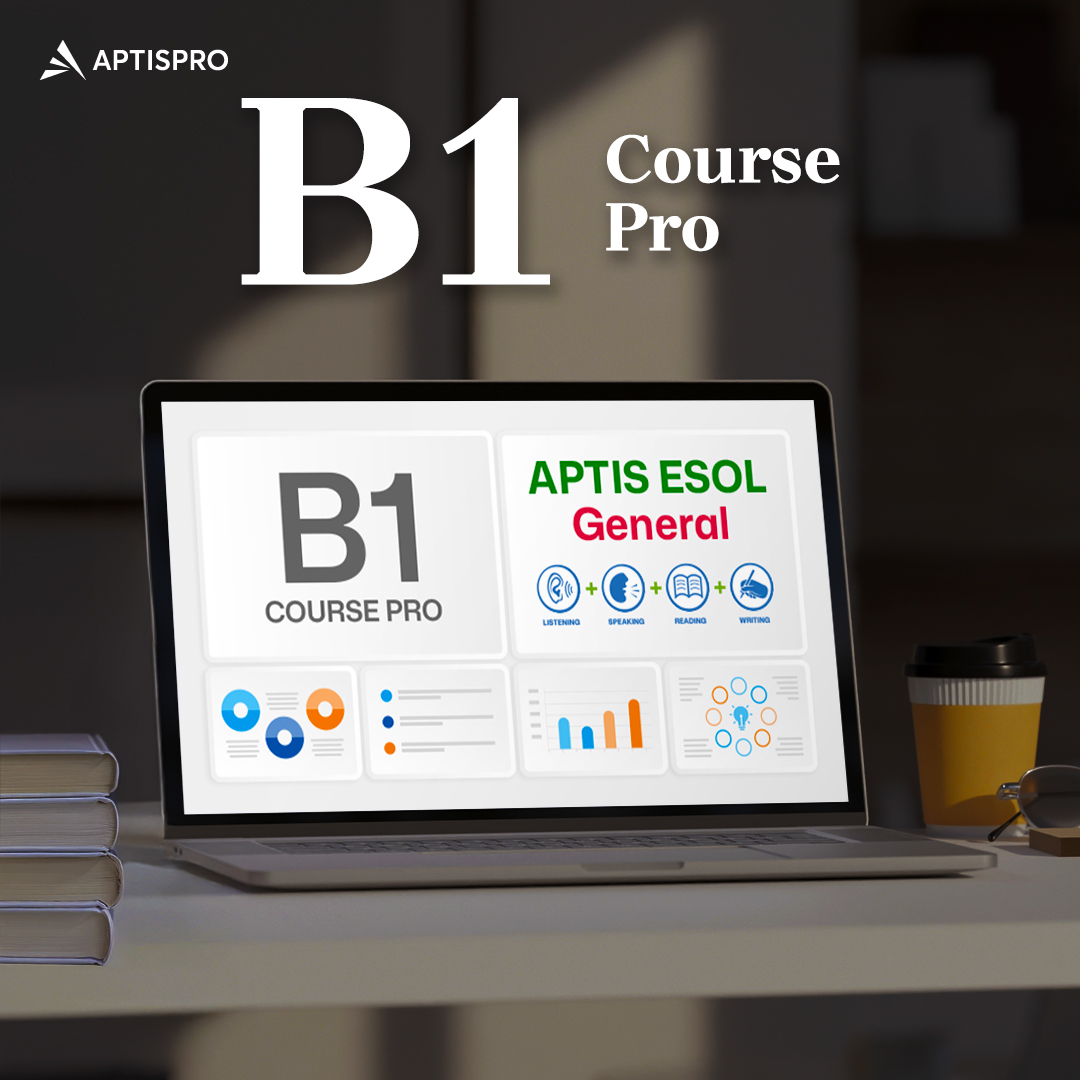 APTISPRO
B1
Course
Pro
B1
COURSE PRO
APTIS ESOL
General
LISTENING
SPEAKING
READING
WRITING